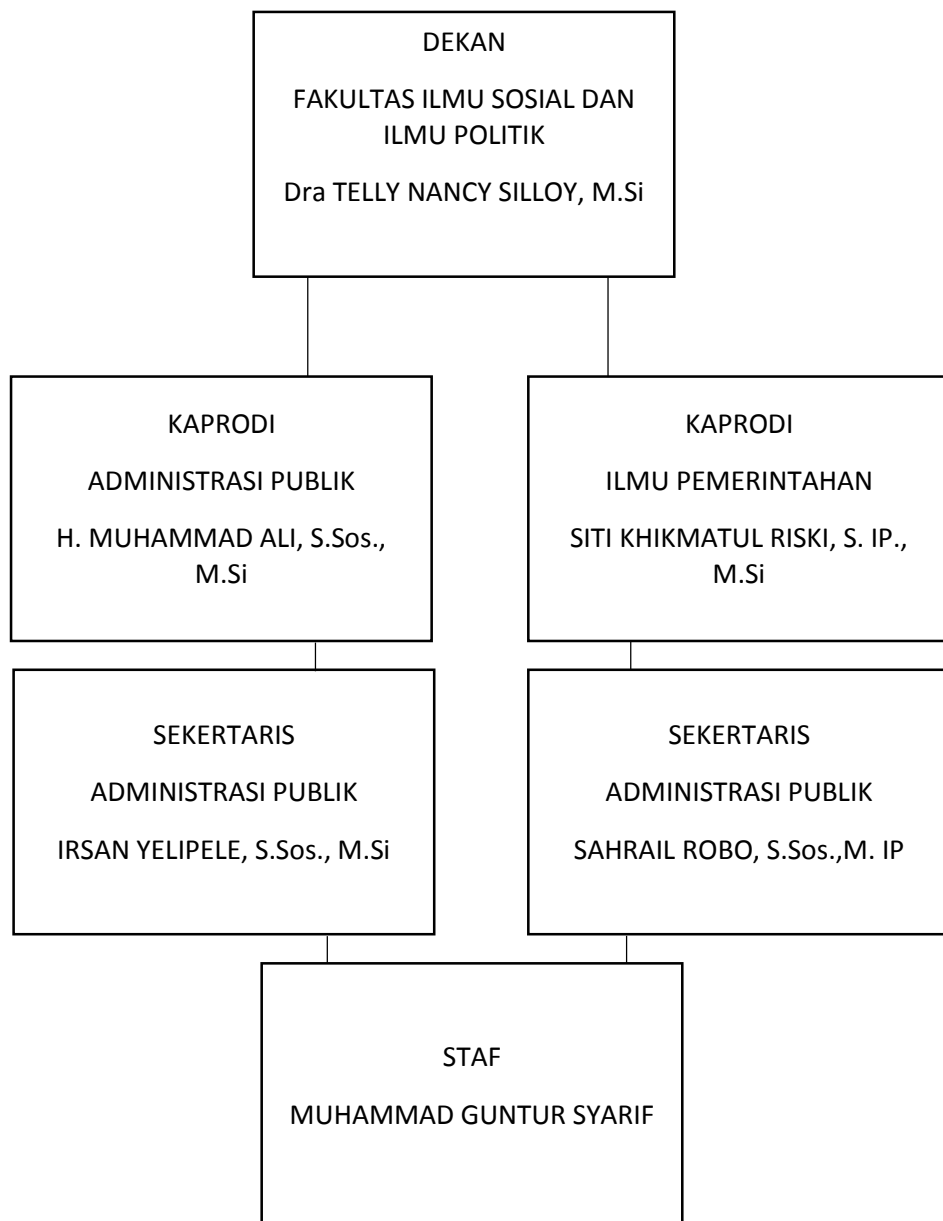 DEKAN
FAKULTAS ILMU SOSIAL DAN
ILMU POLITIK
Dra TELLY NANCY SILLOY, M.Si
KAPRODI
ADMINISTRASI PUBLIK
H. MUHAMMAD ALI, S.Sos.,
M.Si
KAPRODI
ILMU PEMERINTAHAN
SITI KHIKMATUL RISKI, S. IP.,
M.Si
SEKERTARIS
ADMINISTRASI PUBLIK
IRSAN YELIPELE, S.Sos., M.Si
SEKERTARIS
ADMINISTRASI PUBLIK
SAHRAIL ROBO, S.Sos.,M. IP
STAF
MUHAMMAD GUNTUR SYARIF